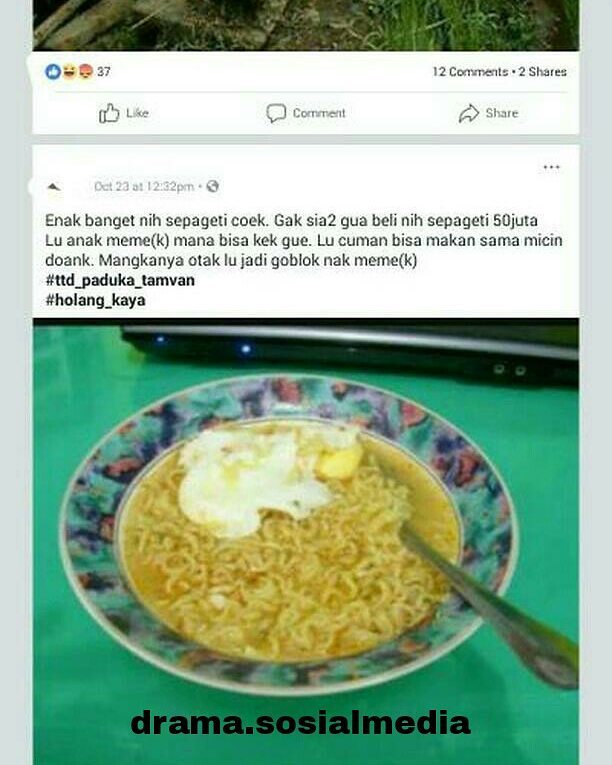 37
12 Comments • 2 Shares
Like
Comment
Share
Oct 23 at 12:32pm •
Enak banget nih sepageti coek. Gak sia2 gua beli nih sepageti 50juta
Lu anak meme(k) mana bisa kek gue. Lu cuman bisa makan sama micin
doank. Mangkanya otak lu jadi goblok nak meme(k)
#ttd_paduka_tamvan
#holang_kaya
drama.sosialmedia